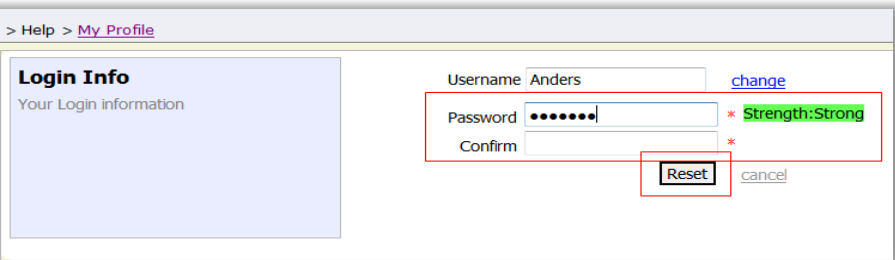 > Help > My Profile
Login Info
Your Login information
Username Anders change
Password ●●●●●●● * Strength:Strong
Confirm *
Reset cancel